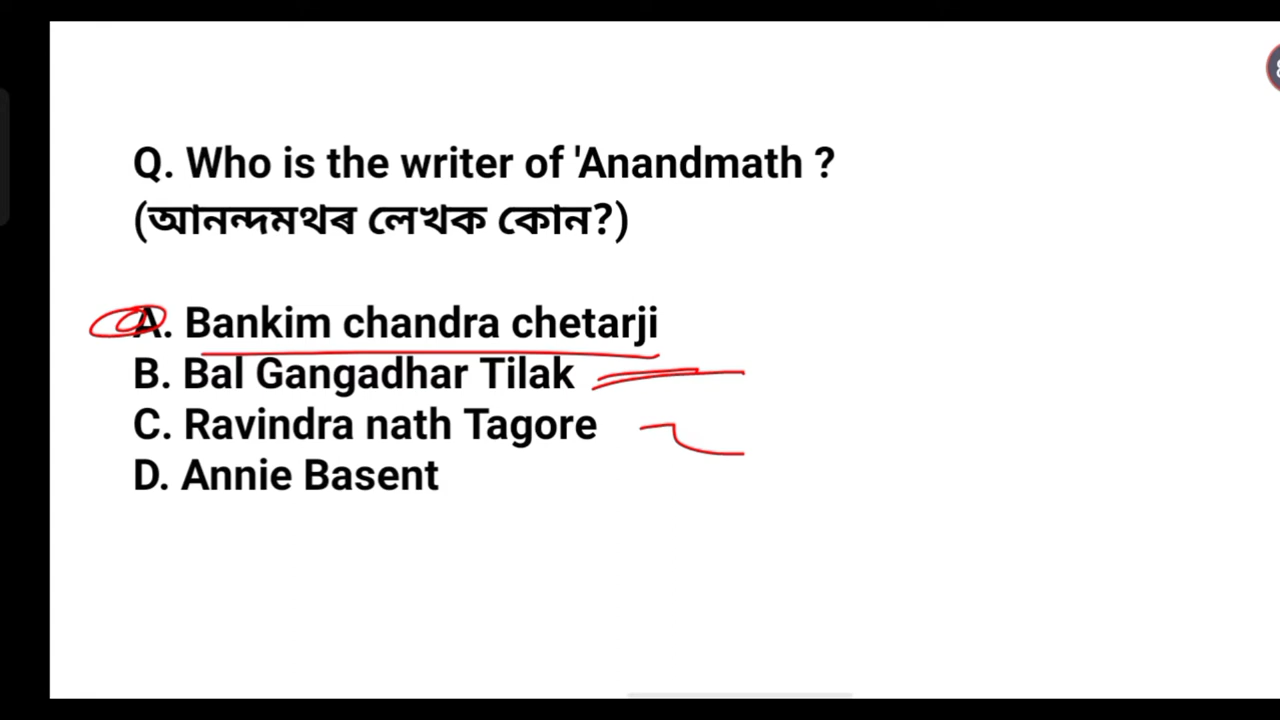 Q. Who is the writer of 'Anandmath ?
(আনন্দমথৰ লেখক কোন?)
A. Bankim chandra chetarji
B. Bal Gangadhar Tilak
C. Ravindra nath Tagore
D. Annie Basent